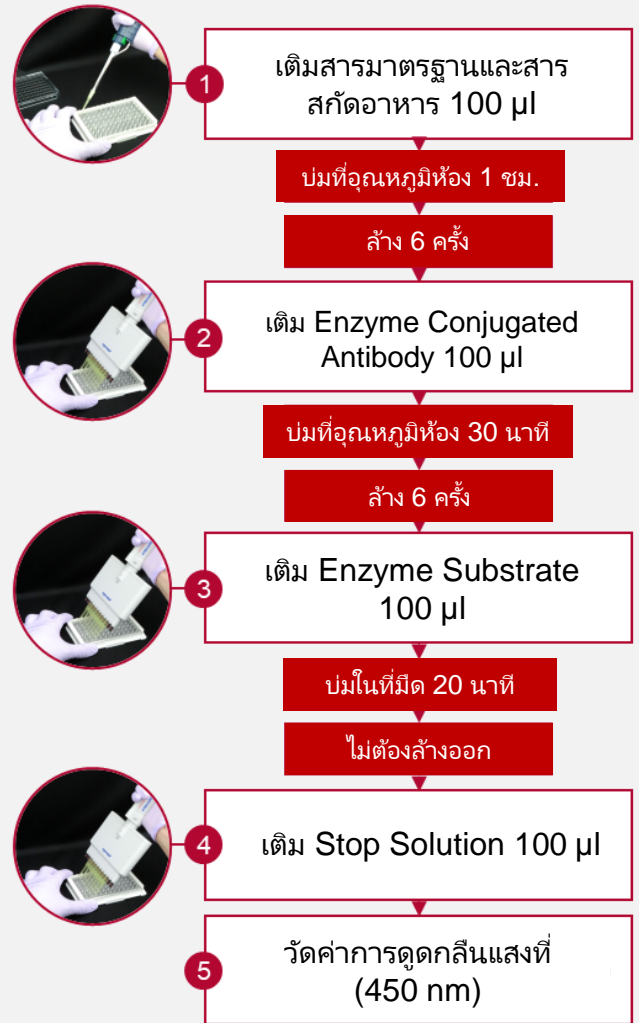 1
เติมสารมาตรฐานและสาร
สกัดอาหาร 100 µl
บ่มที่อุณหภูมิห้อง 1 ชม.
ล้าง 6 ครั้ง
2
เติม Enzyme Conjugated
Antibody 100 µl
บ่มที่อุณหภูมิห้อง 30 นาที
ล้าง 6 ครั้ง
3
เติม Enzyme Substrate
100 µl
บ่มในที่มืด 20 นาที
ไม่ต้องล้างออก
4
เติม Stop Solution 100 µl
5
วัดค่าการดูดกลืนแสงที่
(450 nm)